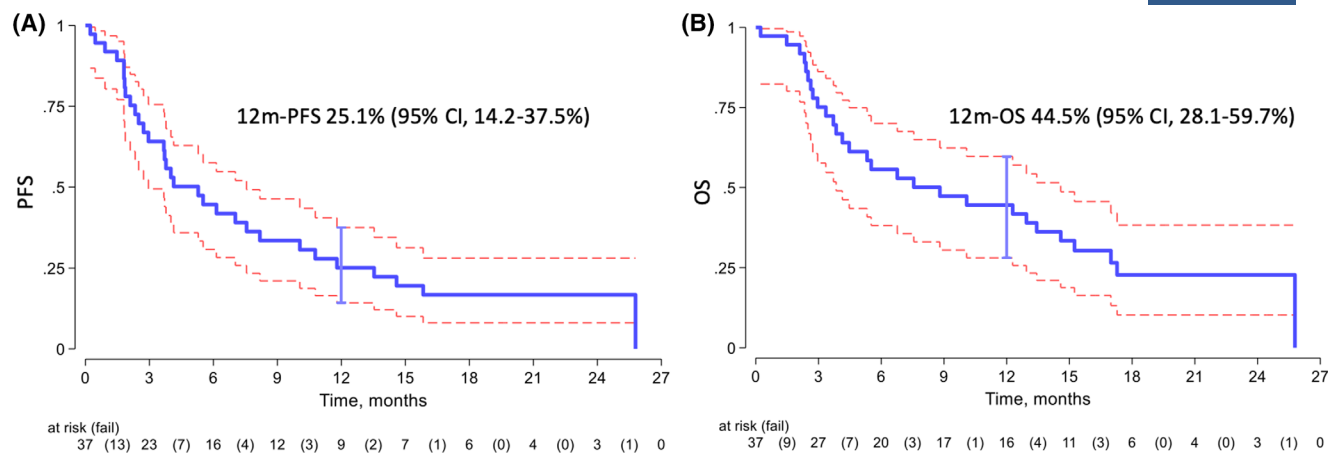 (A)
PFS
1
.75
.5
.25
0
12m-PFS 25.1% (95% CI, 14.2-37.5%)
0 3 6 9 12 15 18 21 24 27
Time, months
at risk (fail)
37 (13) 23 (7) 16 (4) 12 (3) 9 (2) 7 (1) 6 (0) 4 (0) 3 (1) 0
(B)
OS
1
.75
.5
.25
0
12m-OS 44.5% (95% CI, 28.1-59.7%)
0 3 6 9 12 15 18 21 24 27
Time, months
at risk (fail)
37 (9) 27 (7) 20 (3) 17 (1) 16 (4) 11 (3) 6 (0) 4 (0) 3 (1) 0